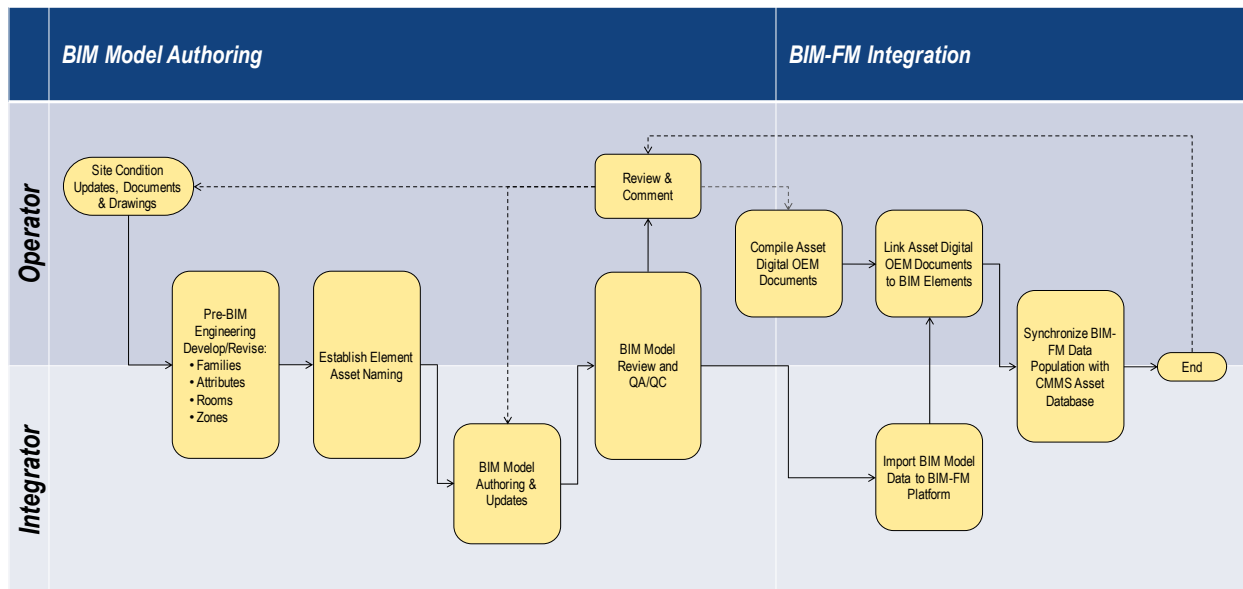 BIM Model Authoring
BIM-FM Integration
Operator
Site Condition
Updates, Documents
& Drawings
Review &
Comment
Compile Asset
Digital OEM
Documents
Link Asset Digital
OEM Documents
to BIM Elements
Pre-BIM
Engineering
Develop/Revise:
• Families
• Attributes
• Rooms
• Zones
Establish Element
Asset Naming
BIM Model
Review and
QA/QC
Synchronize BIM-
FM Data
Population with
CMMS Asset
Database
End
Integrator
BIM Model
Authoring &
Updates
Import BIM Model
Data to BIM-FM
Platform